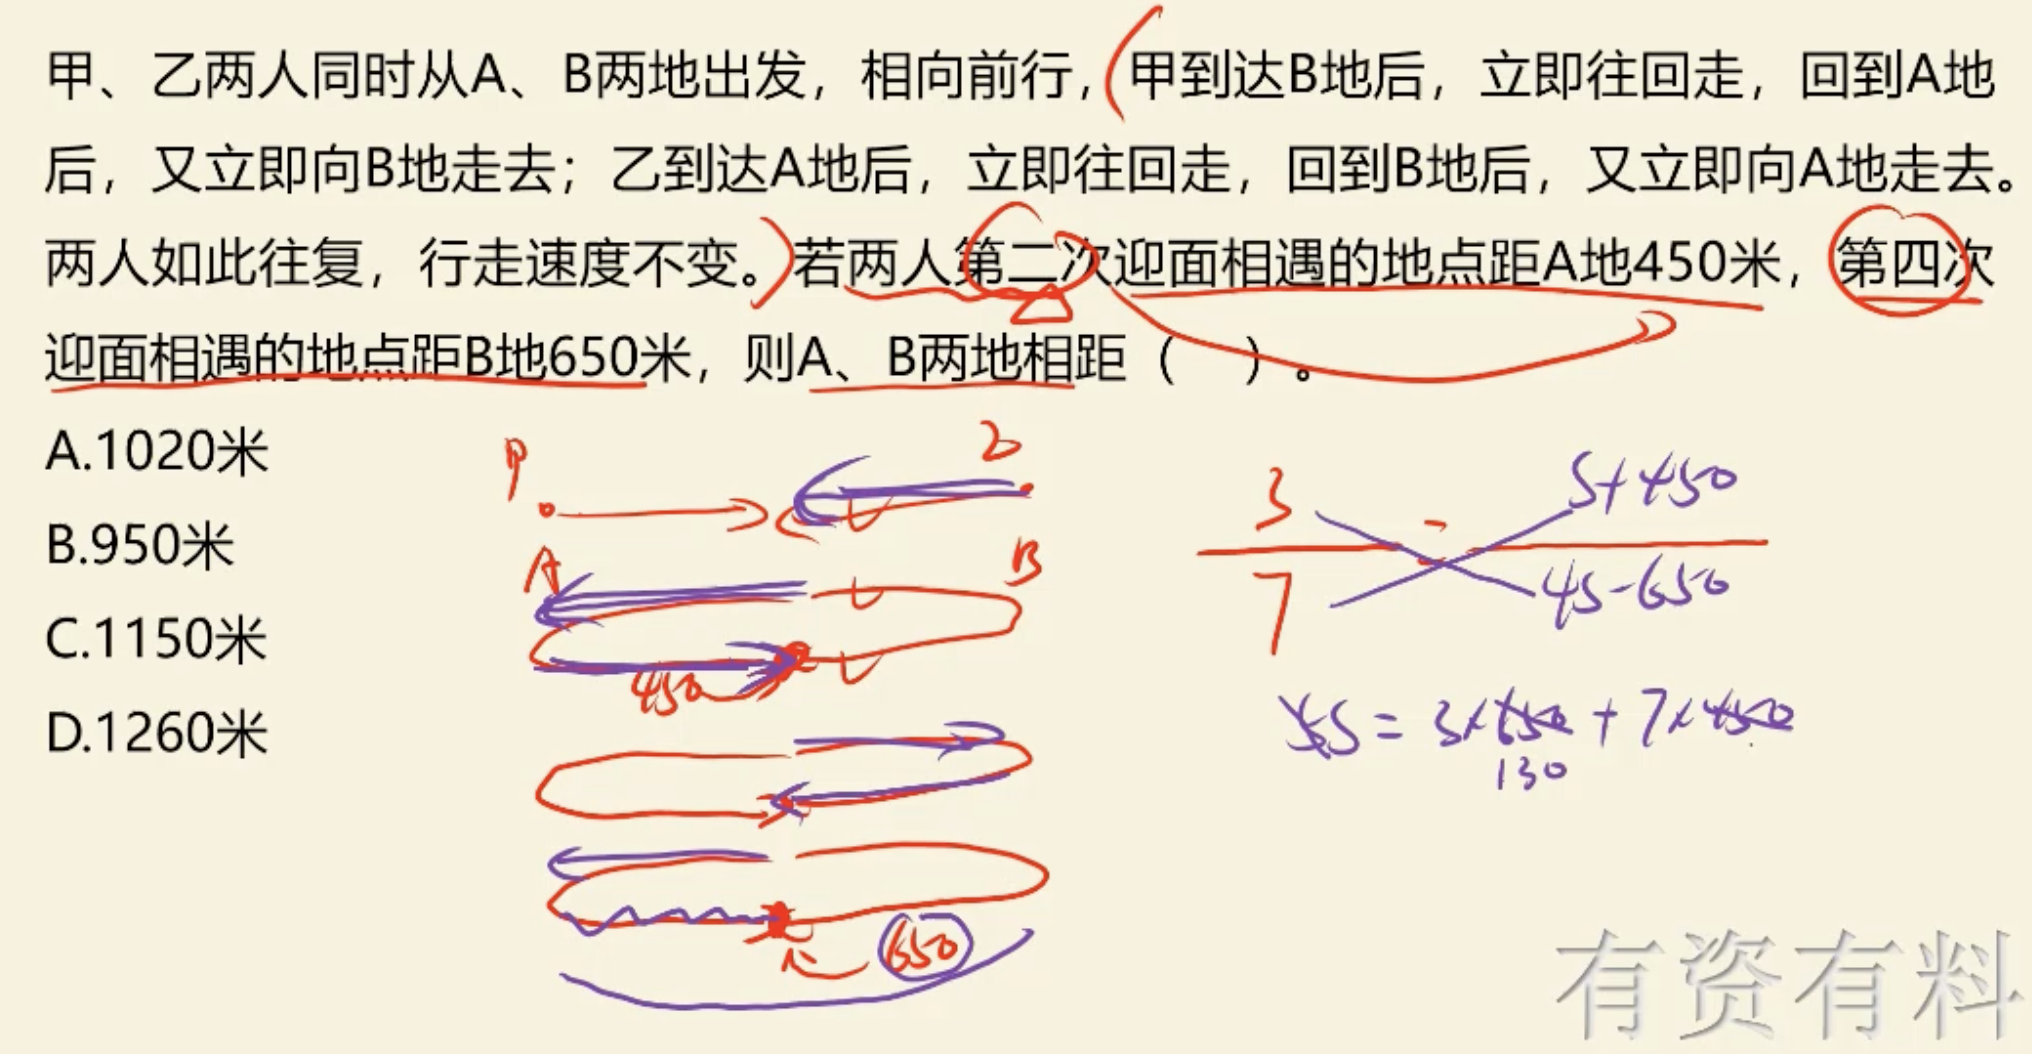 甲、乙两人同时从A、B两地出发，相向前行，甲到达B地后，立即往回走，回到A地
后，又立即向B地走去；乙到达A地后，立即往回走，回到B地后，又立即向A地走去。
两人如此往复，行走速度不变。若两人第二次迎面相遇的地点距A地450米，第四次
迎面相遇的地点距B地650米，则A、B两地相距（ ）。
A.1020米
B.950米
C.1150米
D.1260米
甲
乙
A
B
450
650
3
7
=
S+450
4S-650
5S=3×650+7×450
130
有资有料